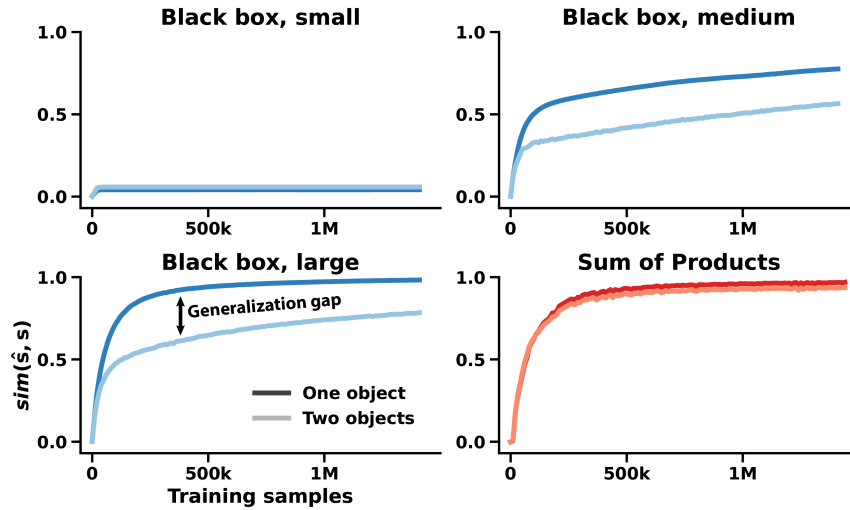 Black box, small
1.0
0.5
0.0
0 500k 1M
Black box, medium
1.0
0.5
0.0
0 500k 1M
Black box, large
1.0
0.5
0.0
sim(ŝ, s)
Generalization gap
One object
Two objects
0 500k 1M
Training samples
Sum of Products
1.0
0.5
0.0
0 500k 1M